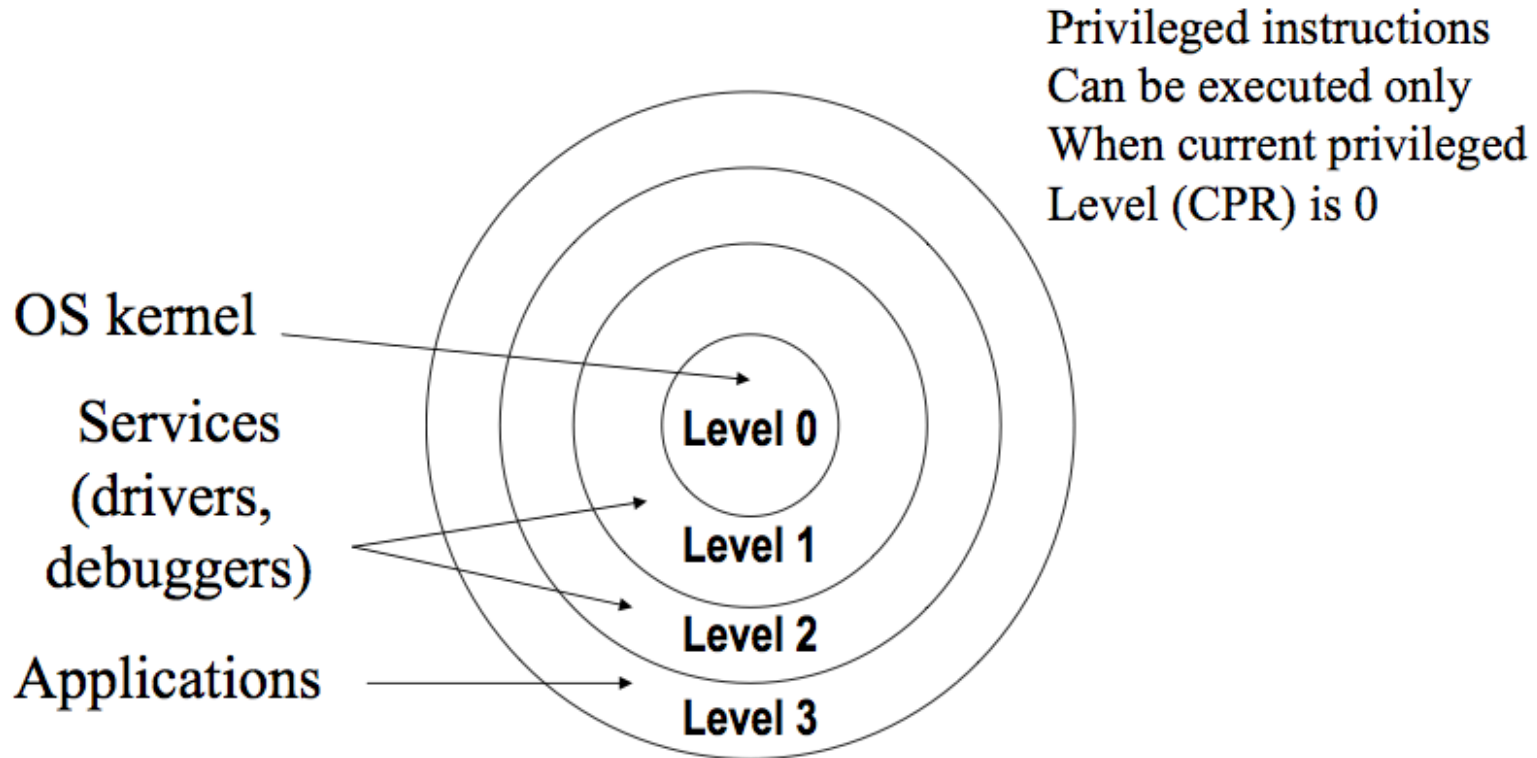 Privileged instructions
Can be executed only
When current privileged
Level (CPR) is 0
OS kernel
Services
(drivers,
debuggers)
Applications
Level 0
Level 1
Level 2
Level 3